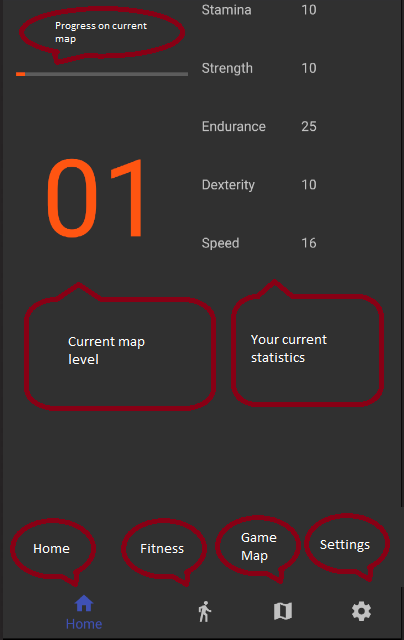 Progress on current
map
Stamina 10
Strength 10
Endurance 25
Dexterity 10
Speed 16
01
Current map
level
Your current
statistics
Home
Fitness
Game
Map
Settings
Home